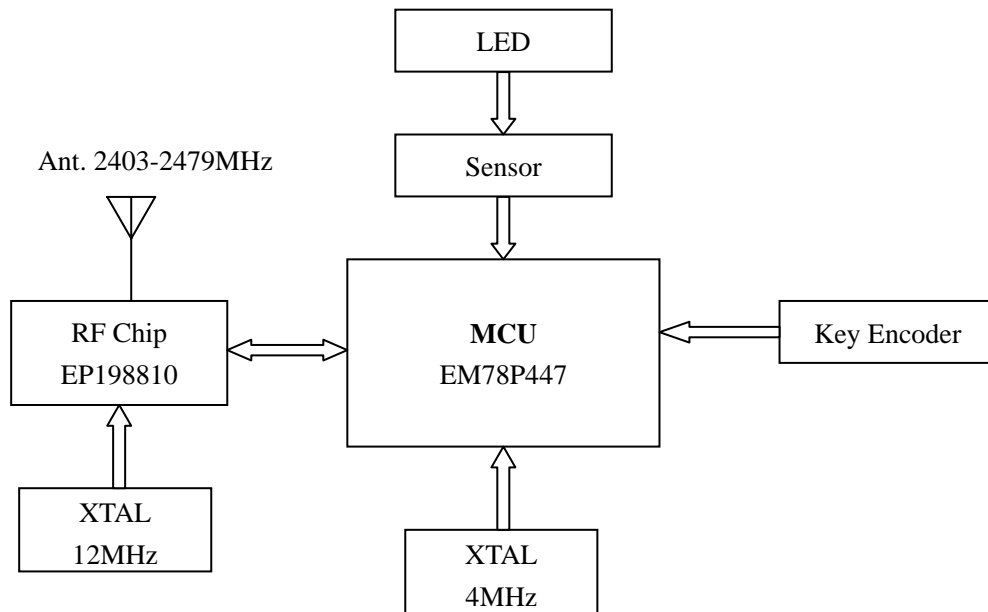 LED
Ant. 2403-2479MHz
Sensor
RF Chip
EP198810
MCU
EM78P447
Key Encoder
XTAL
12MHz
XTAL
4MHz